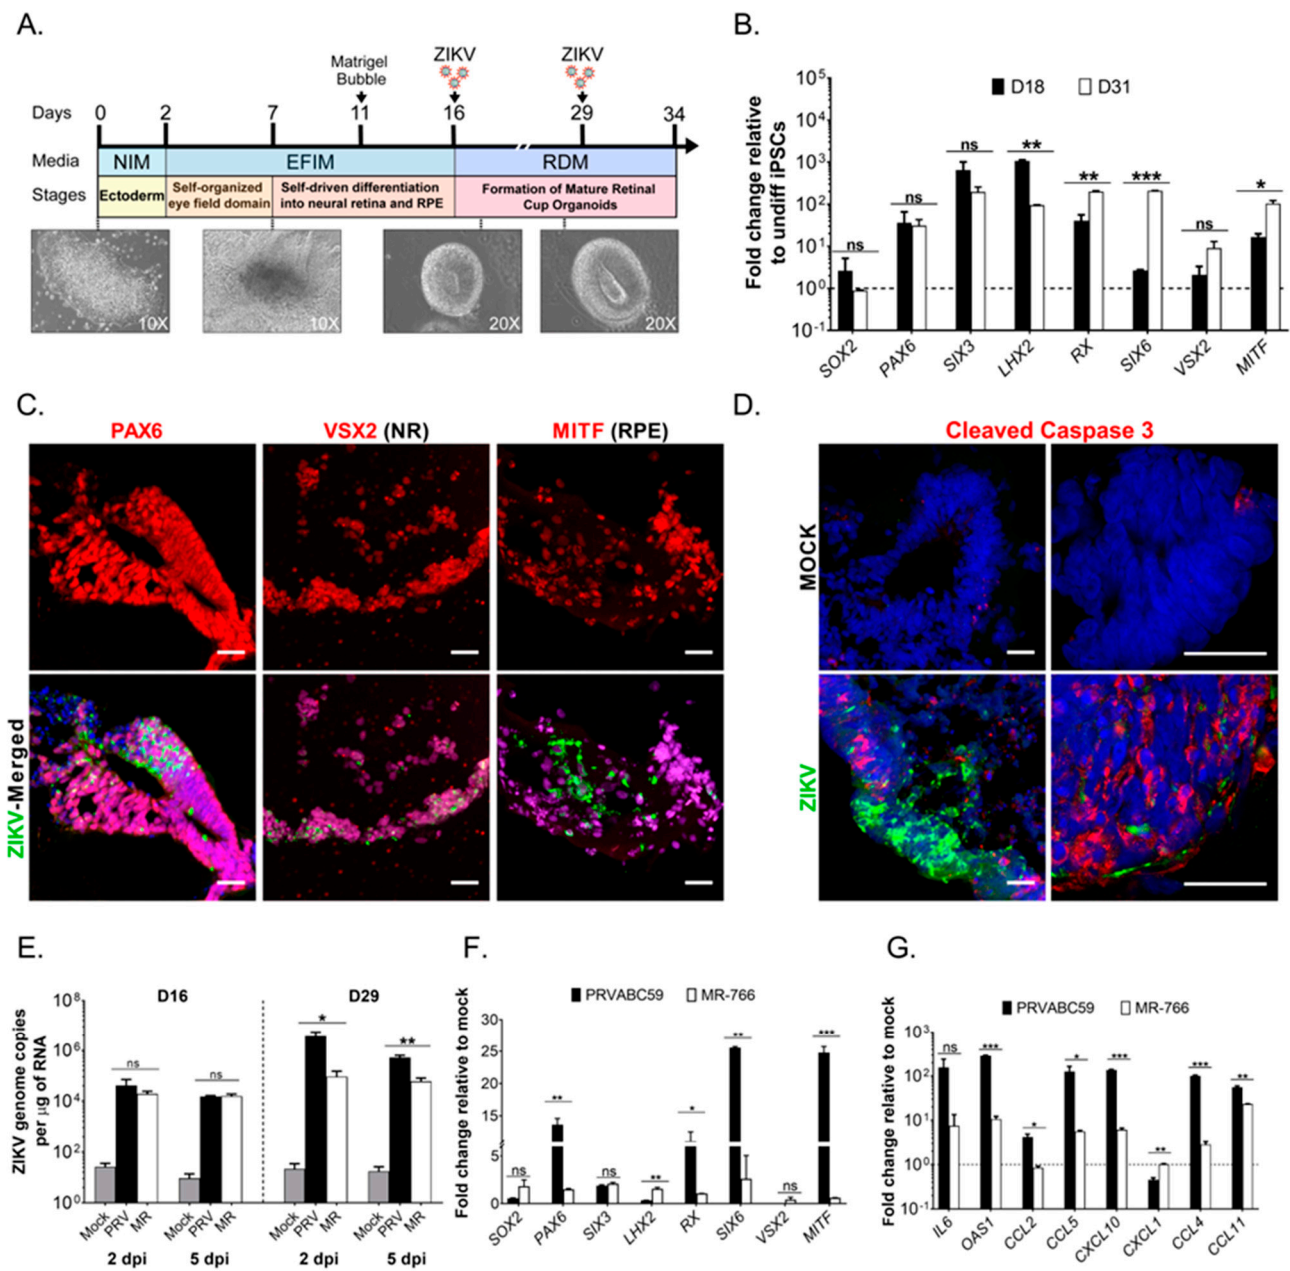 A.
Matrigel
Bubble
ZIKV
ZIKV
Days
0
2
7
11
16
29
34
Media
NIM
EFIM
RDM
Stages
Ectoderm
Self-organized
eye field domain
Self-driven differentiation
into neural retina and RPE
Formation of Mature Retinal
Cup Organoids
10X
10X
20X
20X
B.
D18
D31
Fold change relative
to undiff iPSCs
10⁵
10⁴
10³
10²
10¹
10⁰
10⁻¹
ns
ns
ns
**
**
***
ns
*
SOX2
PAX6
SIX3
LHX2
RX
SIX6
VSX2
MITF
C.
PAX6
VSX2 (NR)
MITF (RPE)
ZIKV-Merged
D.
Cleaved Caspase 3
MOCK
ZIKV
E.
D16
D29
ZIKV genome copies
per μg of RNA
10⁸
10⁶
10⁴
10²
10⁰
ns
ns
*
**
Mock
PRV
MR
Mock
PRV
MR
Mock
PRV
MR
Mock
PRV
MR
2 dpi
5 dpi
2 dpi
5 dpi
F.
PRVABC59
MR-766
Fold change relative to mock
30
25
20
15
5
0
ns
**
ns
**
*
**
ns
***
SOX2
PAX6
SIX3
LHX2
RX
SIX6
VSX2
MITF
G.
PRVABC59
MR-766
Fold change relative to mock
10³
10²
10¹
10⁰
10⁻¹
ns
***
*
*
***
**
***
**
IL6
OAS1
CCL2
CCL5
CXCL10
CXCL1
CCL4
CCL11